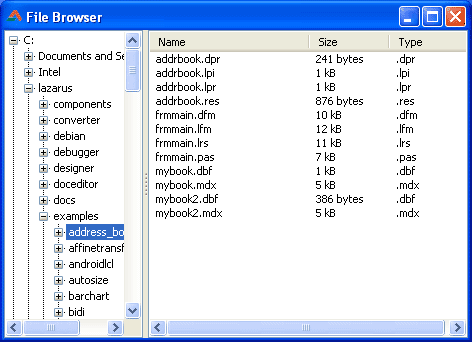 File Browser
C:
Documents and Se
Intel
lazarus
components
converter
debian
debugger
designer
doceditor
docs
examples
address_bo
affinetransf
androidlcl
autosize
barchart
bidi
Name Size Type
addrbook.dpr 241 bytes .dpr
addrbook.lpi 1 kB .lpi
addrbook.lpr 1 kB .lpr
addrbook.res 876 bytes .res
frmmain.dfm 10 kB .dfm
frmmain.lfm 12 kB .lfm
frmmain.lrs 11 kB .lrs
frmmain.pas 7 kB .pas
mybook.dbf 1 kB .dbf
mybook.mdx 5 kB .mdx
mybook2.dbf 386 bytes .dbf
mybook2.mdx 5 kB .mdx